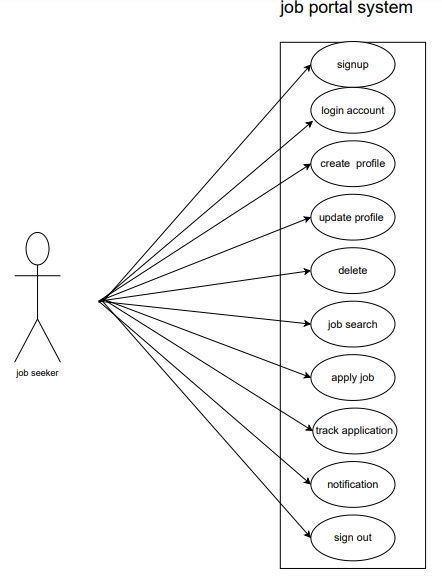 job portal system
signup
login account
create profile
update profile
delete
job search
apply job
track application
notification
sign out
job seeker